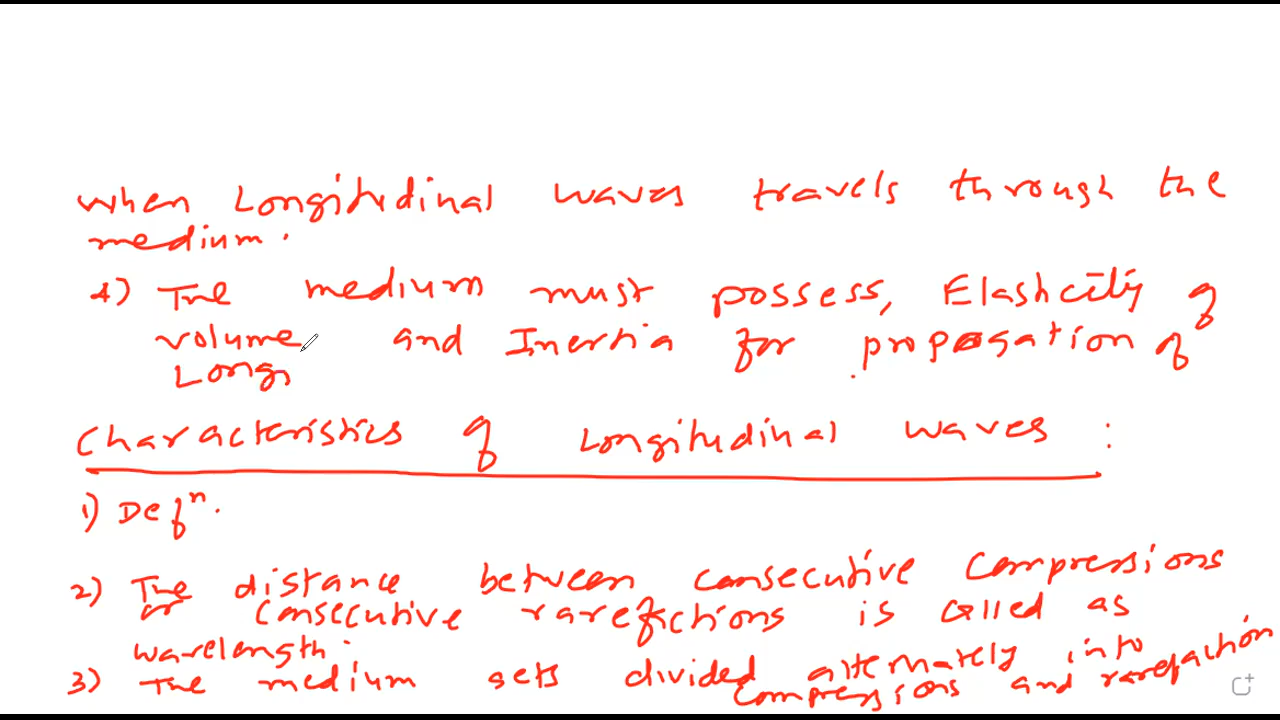 when Longitudinal waves travels through the
medium.
4) The medium must possess, Elasticity of
volume and Inertia for propagation of
Longi
Characteristics of Longitudinal waves :
1) Defⁿ.
2) The distance between consecutive compressions
or consecutive rarefictions is called as
wavelength.
3) The medium gets divided alternately into
compressions and rarefaction